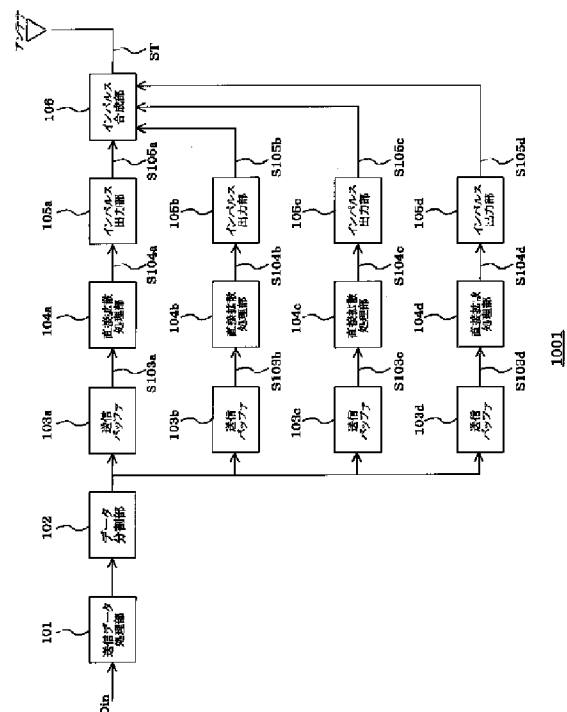 Din
101
送信データ
処理部
102
データ
分割部
103a
送信
バッファ
S103a
104a
直接拡散
処理部
S104a
105a
インパルス
出力部
S105a
106
インパルス
合成部
ST
アンテナ
103b
送信
バッファ
S103b
104b
直接拡散
処理部
S104b
105b
インパルス
出力部
S105b
103c
送信
バッファ
S103c
104c
直接拡散
処理部
S104c
105c
インパルス
出力部
S105c
103d
送信
バッファ
S103d
104d
直接拡散
処理部
S104d
105d
インパルス
出力部
S105d
1001